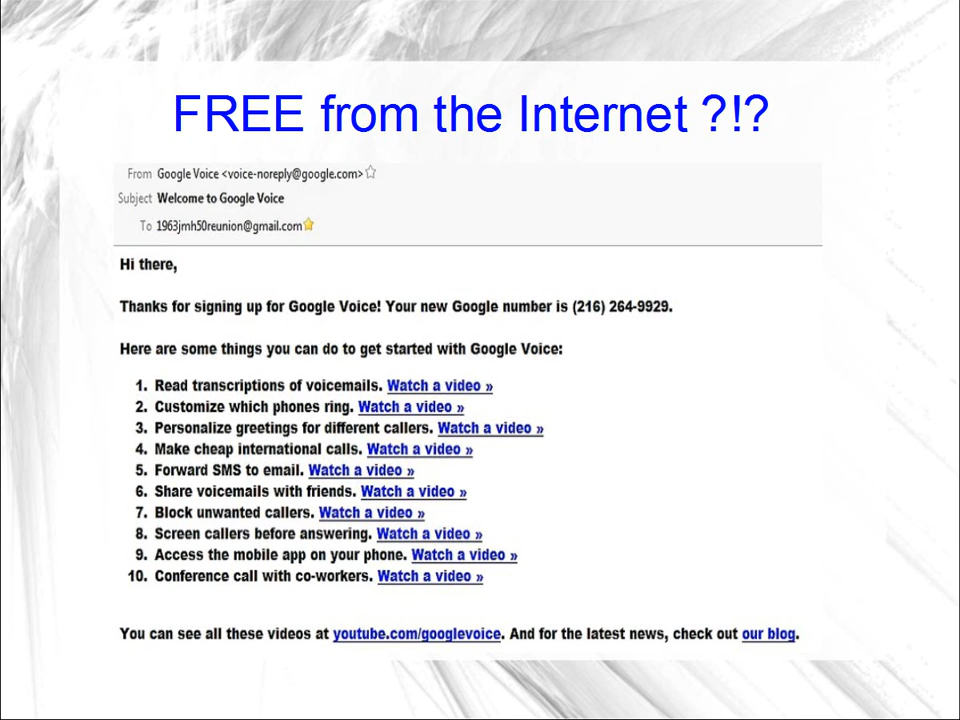 FREE from the Internet ?!?
From Google Voice <voice-noreply@google.com>
Subject Welcome to Google Voice
To 1963jmh50reunion@gmail.com
Hi there,
Thanks for signing up for Google Voice! Your new Google number is (216) 264-9929.
Here are some things you can do to get started with Google Voice:
1. Read transcriptions of voicemails. Watch a video »
2. Customize which phones ring. Watch a video »
3. Personalize greetings for different callers. Watch a video »
4. Make cheap international calls. Watch a video »
5. Forward SMS to email. Watch a video »
6. Share voicemails with friends. Watch a video »
7. Block unwanted callers. Watch a video »
8. Screen callers before answering. Watch a video »
9. Access the mobile app on your phone. Watch a video »
10. Conference call with co-workers. Watch a video »
You can see all these videos at youtube.com/googlevoice. And for the latest news, check out our blog.